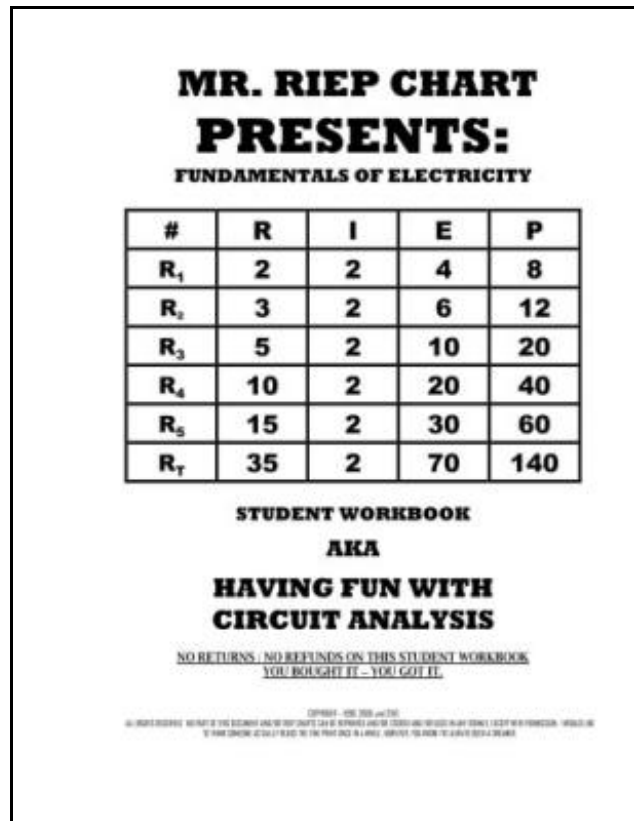 MR. RIEP CHART
PRESENTS:
FUNDAMENTALS OF ELECTRICITY
# R I E P
R₁ 2 2 4 8
R₂ 3 2 6 12
R₃ 5 2 10 20
R₄ 10 2 20 40
R₅ 15 2 30 60
R_T 35 2 70 140
STUDENT WORKBOOK
AKA
HAVING FUN WITH
CIRCUIT ANALYSIS
NO RETURNS : NO REFUNDS ON THIS STUDENT WORKBOOK
YOU BOUGHT IT – YOU GOT IT.